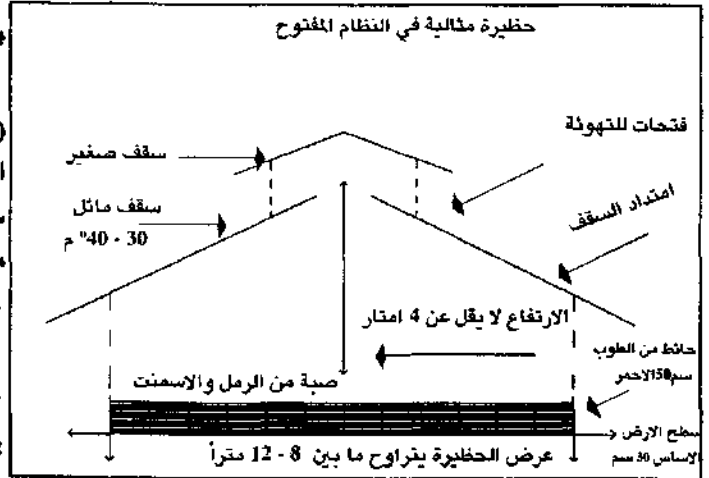 حظيرة مثالية في النظام المفتوح
فتحات للتهوئة
سقف صغير
امتداد السقف
سقف مائل
30 - 40° م
الارتفاع لا يقل عن 4 امتار
حائط من الطوب
الاحمر 50سم
صبة من الرمل والاسمنت
سطح الارض
الاساس 30 سم
عرض الحظيرة يتراوح ما بين 8 - 12 متراً